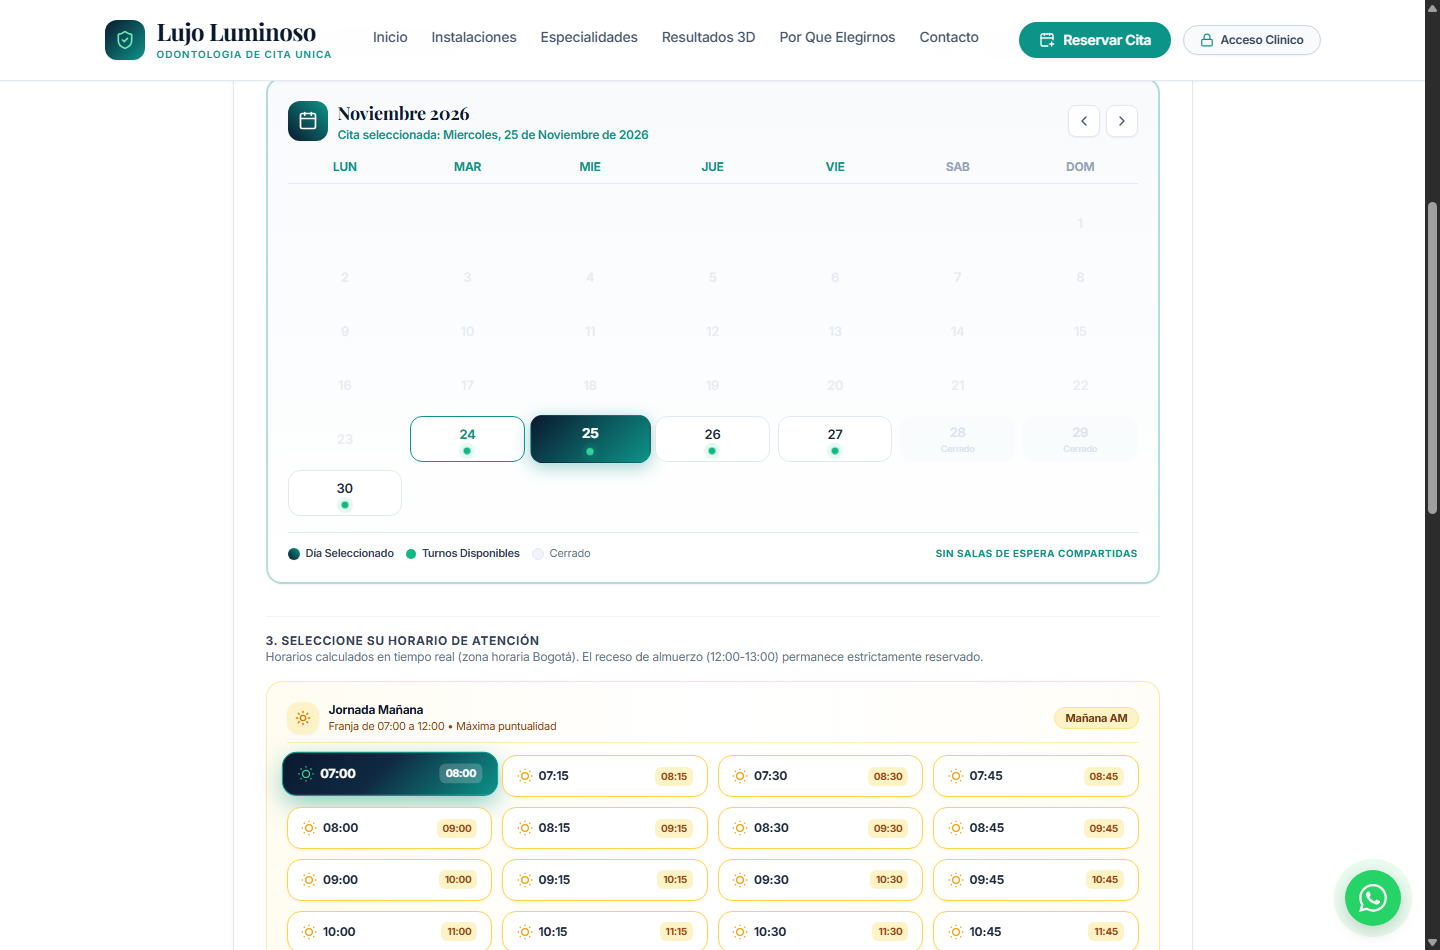 Lujo Luminoso
ODONTOLOGIA DE CITA UNICA
Inicio
Instalaciones
Especialidades
Resultados 3D
Por Que Elegirnos
Contacto
Reservar Cita
Acceso Clinico
Noviembre 2026
Cita seleccionada: Miercoles, 25 de Noviembre de 2026
LUN MAR MIE JUE VIE SAB DOM
1
2 3 4 5 6 7 8
9 10 11 12 13 14 15
16 17 18 19 20 21 22
23 24 25 26 27 28 29
Cerrado Cerrado
30
Día Seleccionado
Turnos Disponibles
Cerrado
SIN SALAS DE ESPERA COMPARTIDAS
3. SELECCIONE SU HORARIO DE ATENCIÓN
Horarios calculados en tiempo real (zona horaria Bogotá). El receso de almuerzo (12:00-13:00) permanece estrictamente reservado.
Jornada Mañana
Franja de 07:00 a 12:00 • Máxima puntualidad
Mañana AM
07:00 08:00 07:15 08:15 07:30 08:30 07:45 08:45
08:00 09:00 08:15 09:15 08:30 09:30 08:45 09:45
09:00 10:00 09:15 10:15 09:30 10:30 09:45 10:45
10:00 11:00 10:15 11:15 10:30 11:30 10:45 11:45